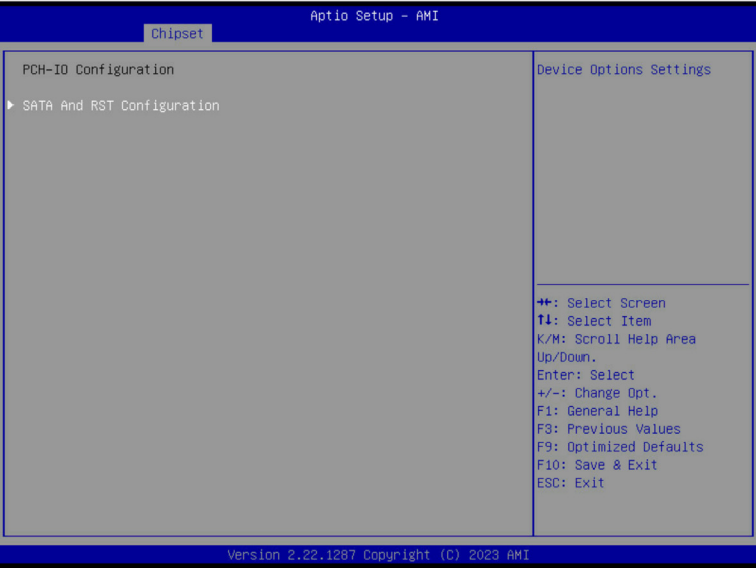 Aptio Setup – AMI
Chipset
PCH-IO Configuration
SATA And RST Configuration
Device Options Settings
→←: Select Screen
↑↓: Select Item
K/M: Scroll Help Area
Up/Down.
Enter: Select
+/-: Change Opt.
F1: General Help
F3: Previous Values
F9: Optimized Defaults
F10: Save & Exit
ESC: Exit
Version 2.22.1287 Copyright (C) 2023 AMI